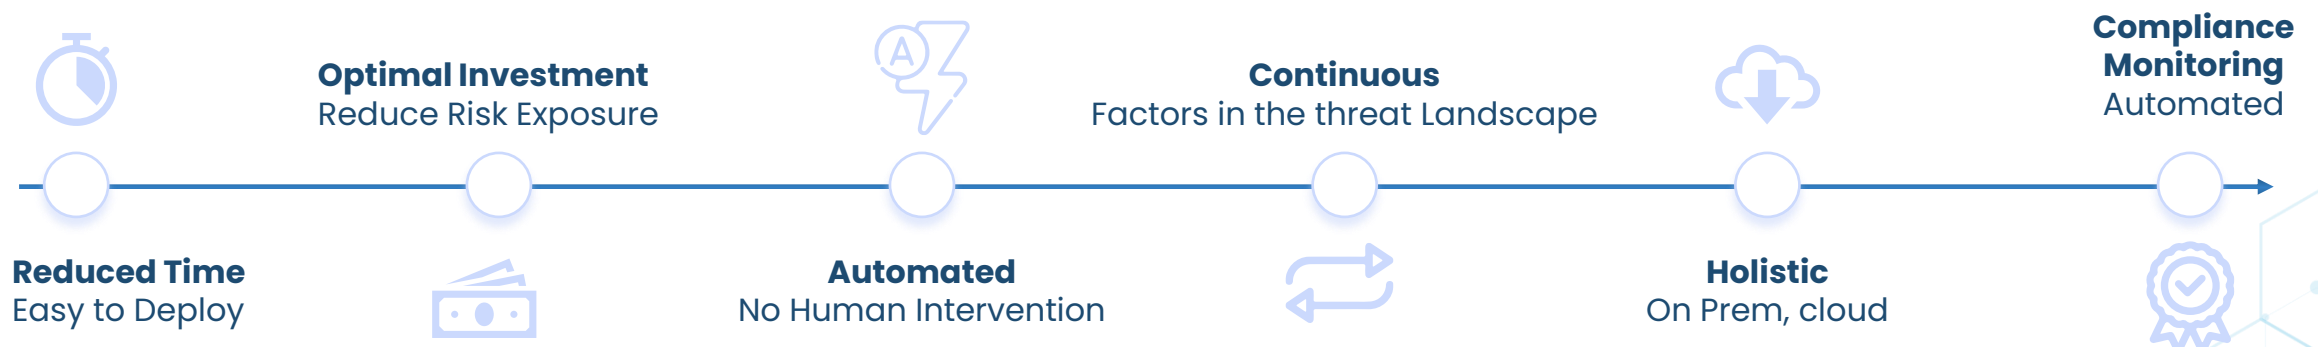 Reduced Time
Easy to Deploy
Optimal Investment
Reduce Risk Exposure
A
Automated
No Human Intervention
Continuous
Factors in the threat Landscape
Holistic
On Prem, cloud
Compliance
Monitoring
Automated